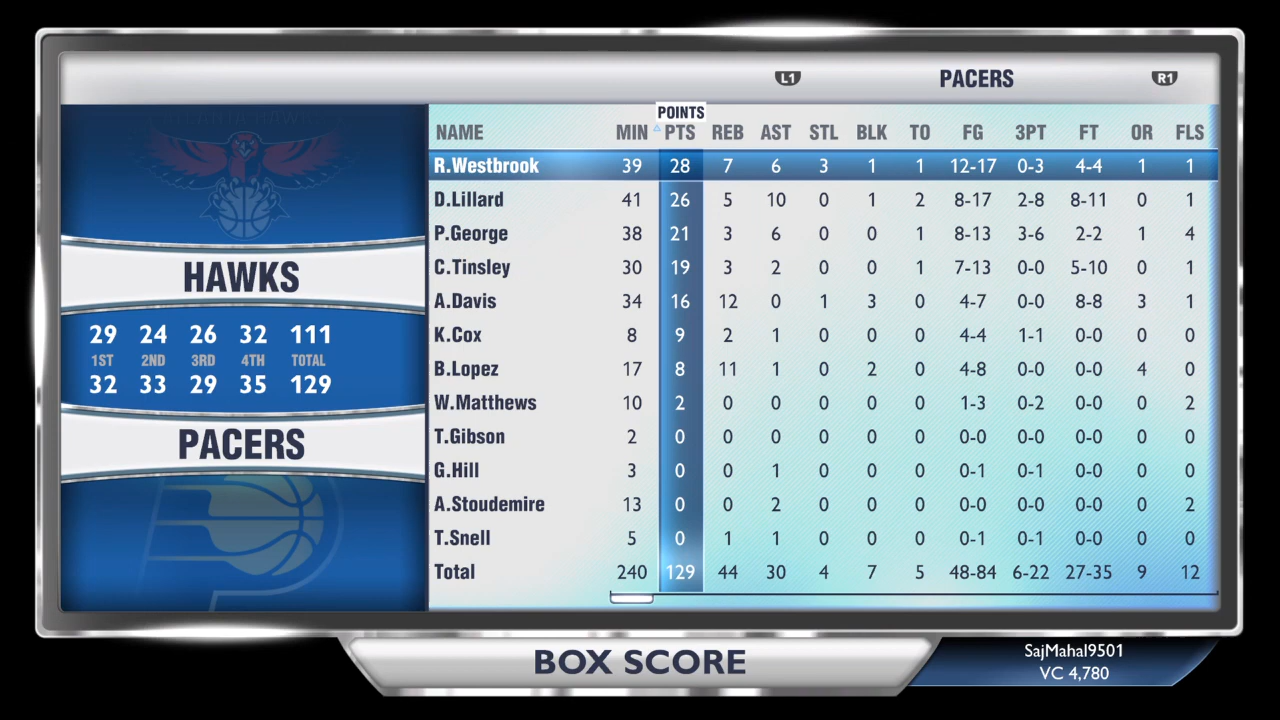 L1 PACERS R1
POINTS
NAME MIN PTS REB AST STL BLK TO FG 3PT FT OR FLS
R.Westbrook 39 28 7 6 3 1 1 12-17 0-3 4-4 1 1
D.Lillard 41 26 5 10 0 1 2 8-17 2-8 8-11 0 1
P.George 38 21 3 6 0 0 1 8-13 3-6 2-2 1 4
C.Tinsley 30 19 3 2 0 0 1 7-13 0-0 5-10 0 1
A.Davis 34 16 12 0 1 3 0 4-7 0-0 8-8 3 1
K.Cox 8 9 2 1 0 0 0 4-4 1-1 0-0 0 0
B.Lopez 17 8 11 1 0 2 0 4-8 0-0 0-0 4 0
W.Matthews 10 2 0 0 0 0 0 1-3 0-2 0-0 0 2
T.Gibson 2 0 0 0 0 0 0 0-0 0-0 0-0 0 0
G.Hill 3 0 0 1 0 0 0 0-1 0-1 0-0 0 0
A.Stoudemire 13 0 0 2 0 0 0 0-0 0-0 0-0 0 2
T.Snell 5 0 1 1 0 0 0 0-1 0-1 0-0 0 0
Total 240 129 44 30 4 7 5 48-84 6-22 27-35 9 12
HAWKS
29 24 26 32 111
1ST 2ND 3RD 4TH TOTAL
32 33 29 35 129
PACERS
BOX SCORE
SajMahal9501
VC 4,780